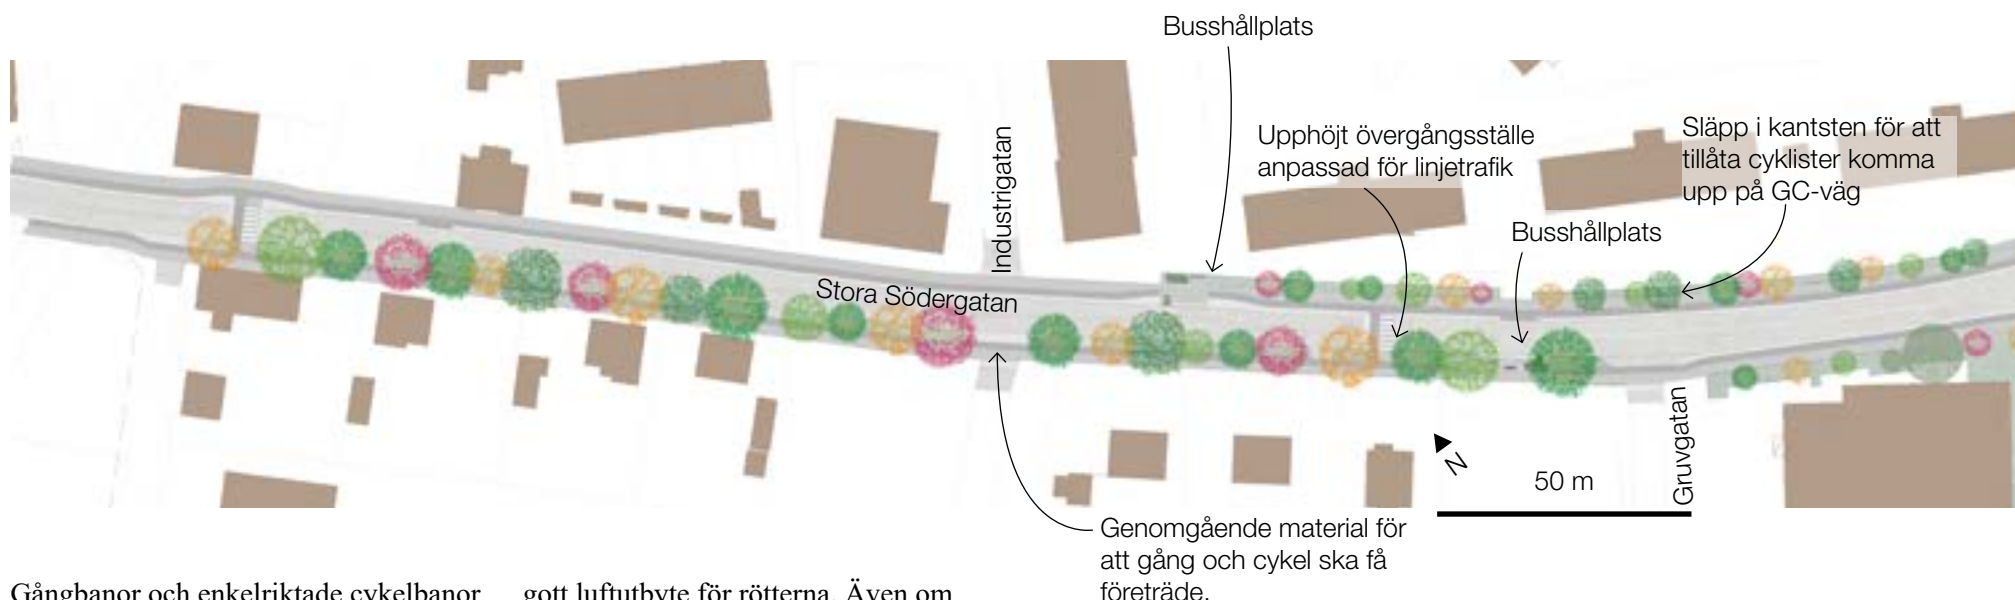 Busshållplats
Upphöjt övergångsställe
anpassad för linjetrafik
Släpp i kantsten för att
tillåta cyklister komma
upp på GC-väg
Busshållplats
Industrigatan
Stora Södergatan
Gruvgatan
N
50 m
Genomgående material för
att gång och cykel ska få
företräde.
Gångbanor och enkelriktade cykelbanor
gott luftutbyte för rötterna. Även om